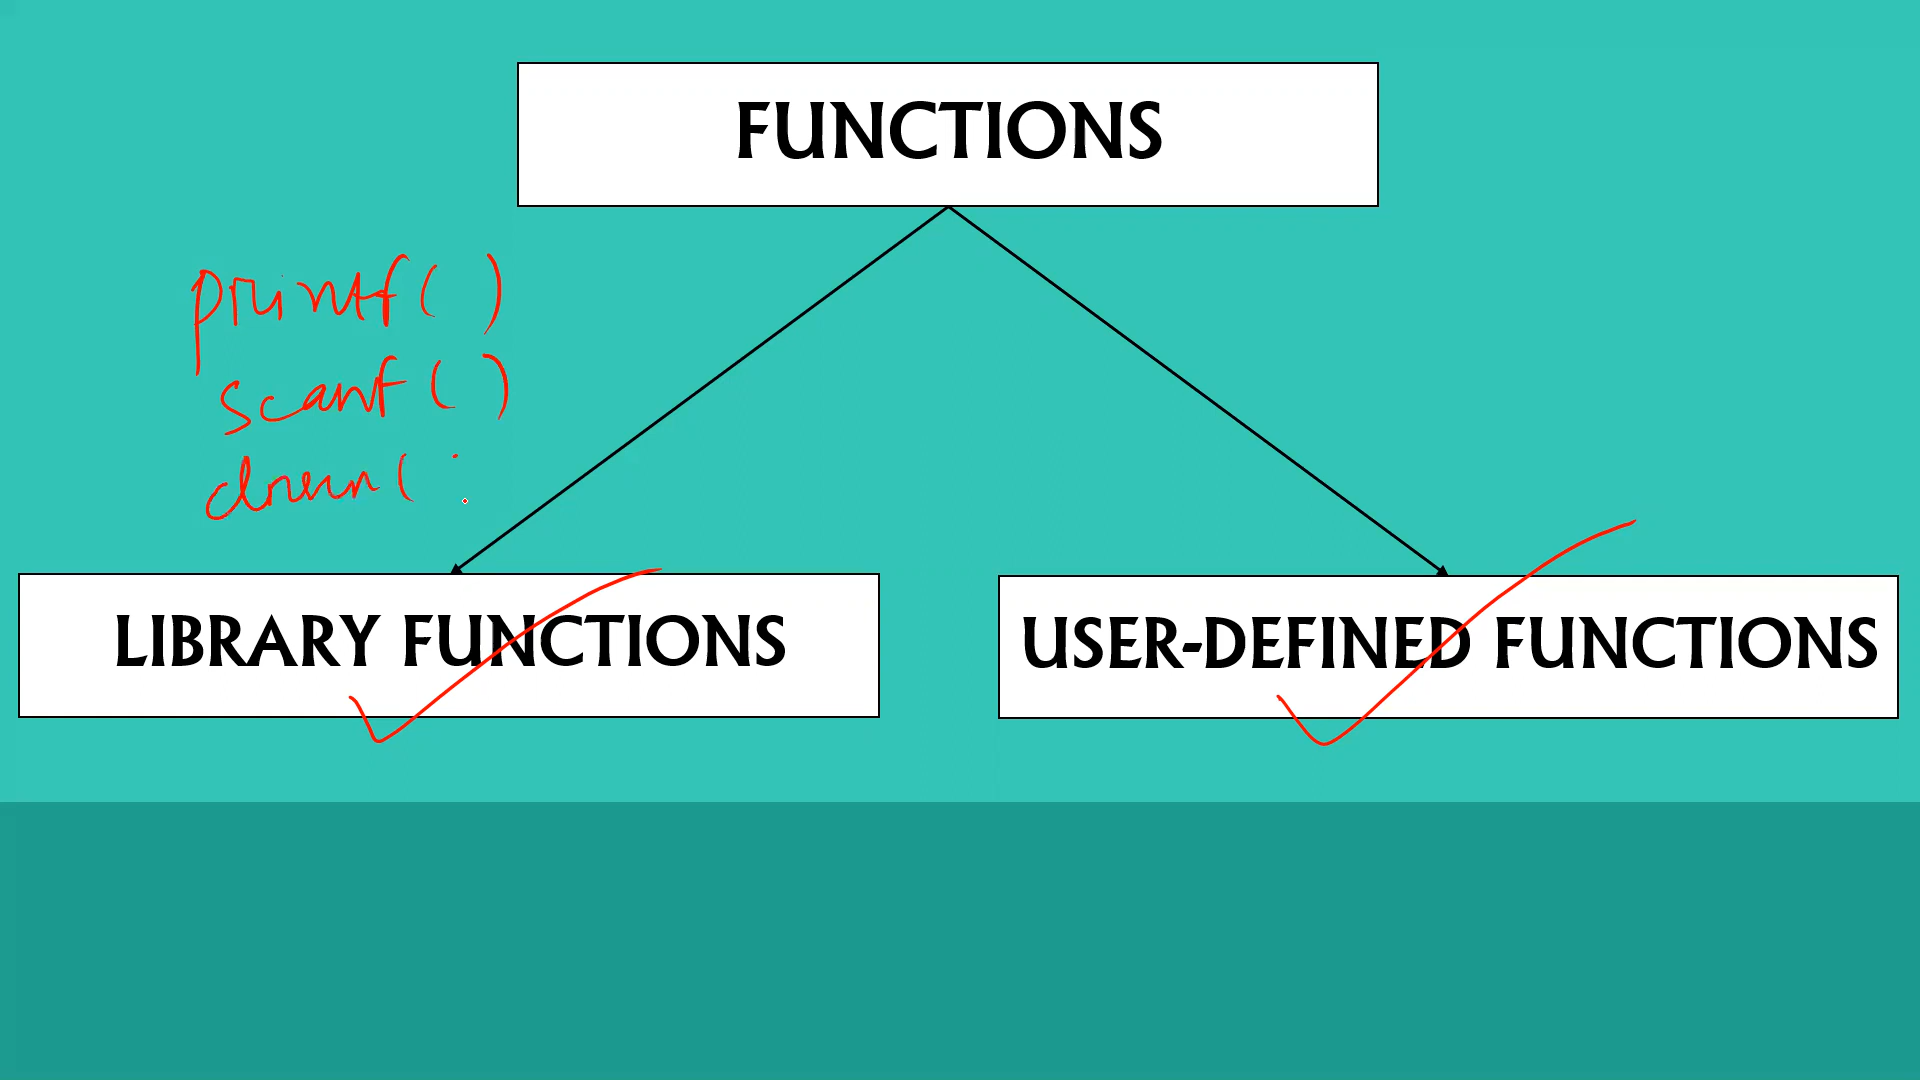 FUNCTIONS
printf( )
scanf( )
LIBRARY FUNCTIONS
USER-DEFINED FUNCTIONS